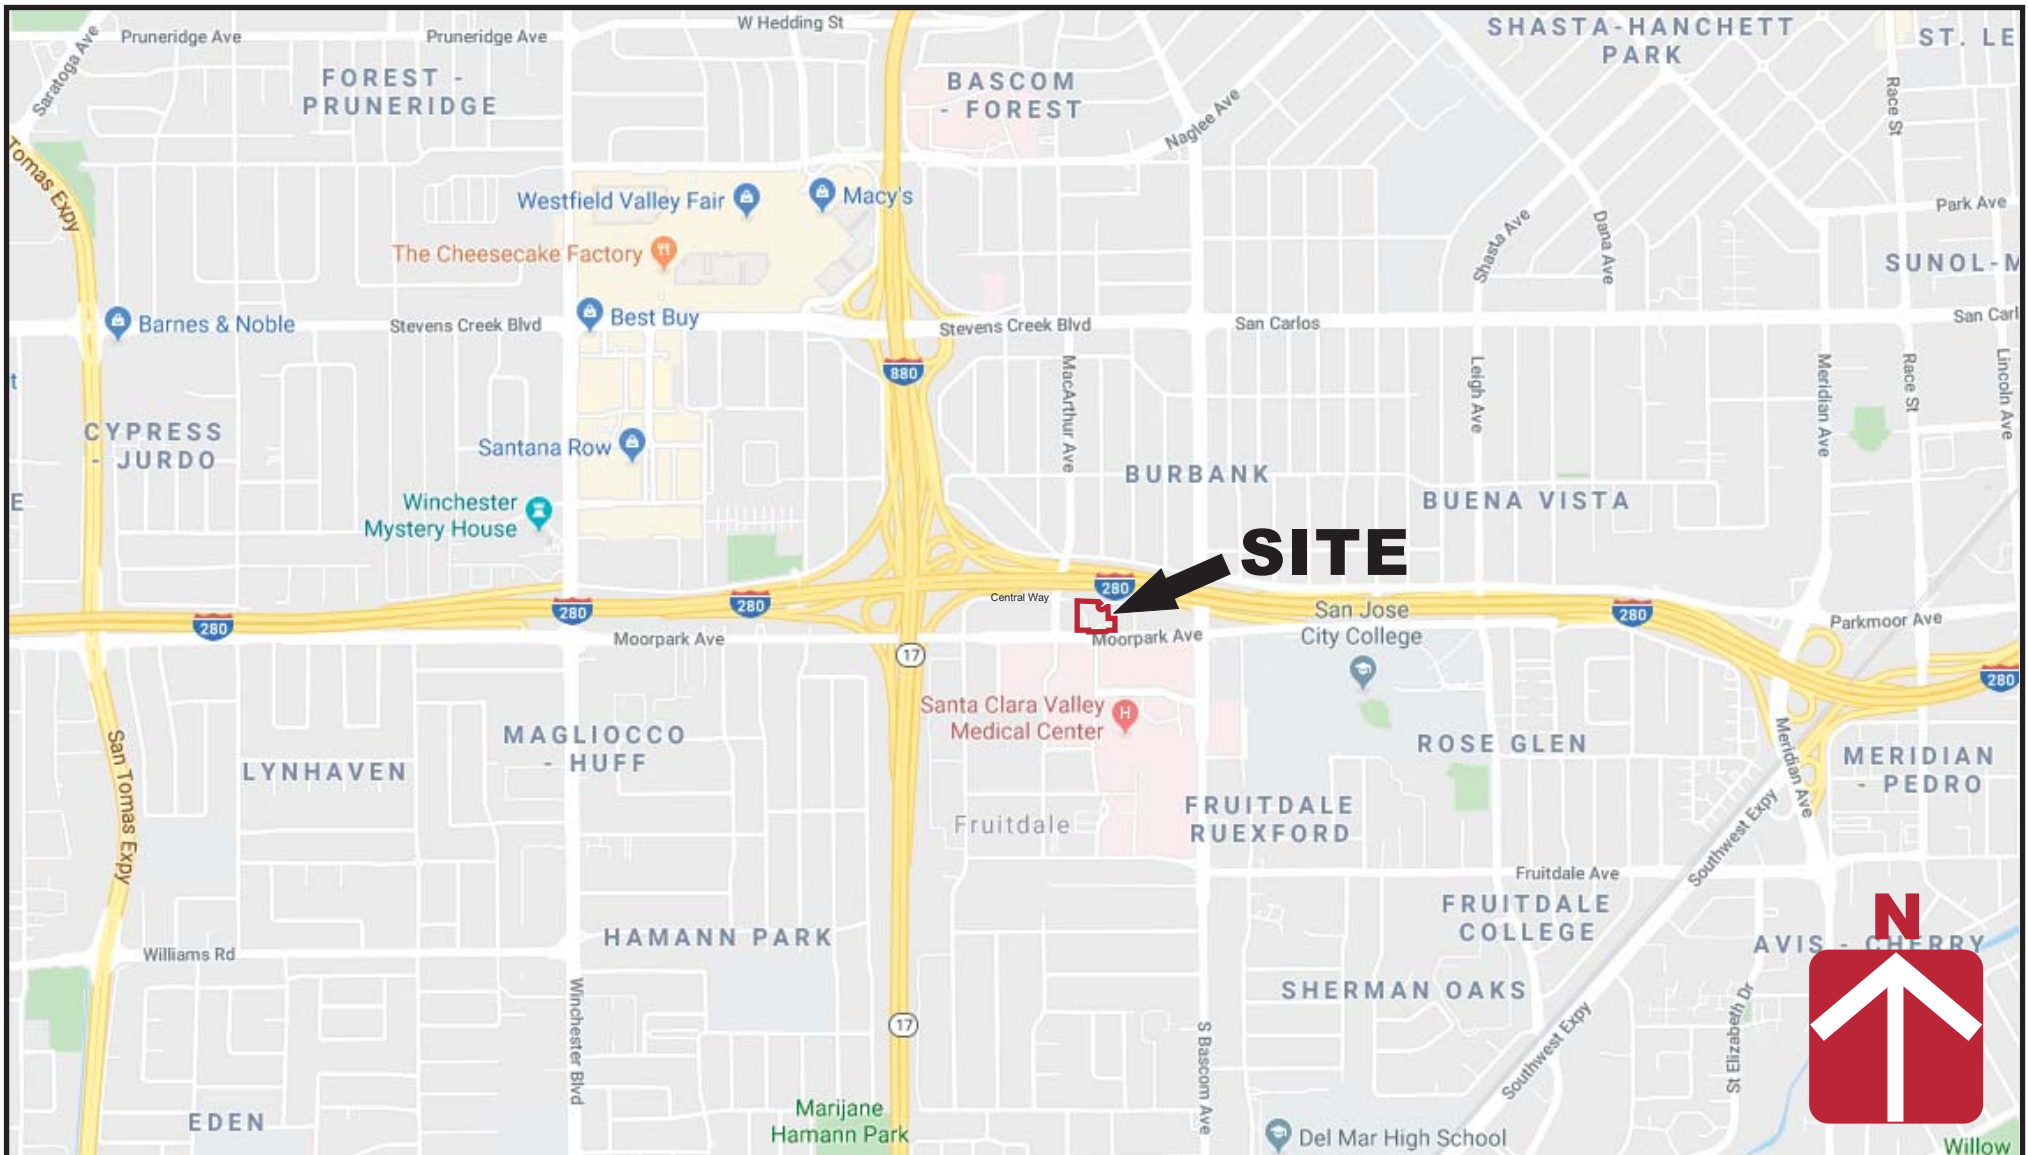 W Hedding St
Pruneridge Ave
Pruneridge Ave
Saratoga Ave
SHASTA-HANCHETT
PARK
ST. LE
FOREST -
PRUNERIDGE
BASCOM
- FOREST
Naglee Ave
Race St
Tomas Expy
Westfield Valley Fair
Macy's
Park Ave
Shasta Ave
Dana Ave
The Cheesecake Factory
SUNOL-M
Barnes & Noble
Stevens Creek Blvd
Best Buy
Stevens Creek Blvd
San Carlos
San Carl
880
t
MacArthur Ave
Leigh Ave
Meridian Ave
Race St
Lincoln Ave
CYPRESS
- JURDO
Santana Row
BURBANK
BUENA VISTA
E
Winchester
Mystery House
SITE
280
280
280
280
280
Central Way
San Jose
City College
Parkmoor Ave
Moorpark Ave
Moorpark Ave
17
280
Santa Clara Valley
Medical Center
H
San Tomas Expy
MAGLIOCCO
- HUFF
LYNHAVEN
ROSE GLEN
Meridian Ave
MERIDIAN
- PEDRO
Fruitdale
FRUITDALE
RUEXFORD
Southwest Expy
Fruitdale Ave
FRUITDALE
COLLEGE
N
HAMANN PARK
AVIS - CHERRY
Williams Rd
SHERMAN OAKS
Winchester Blvd
17
S Bascom Ave
Southwest Expy
St Elizabeth Dr
EDEN
Marijane
Hamann Park
Del Mar High School
Willow